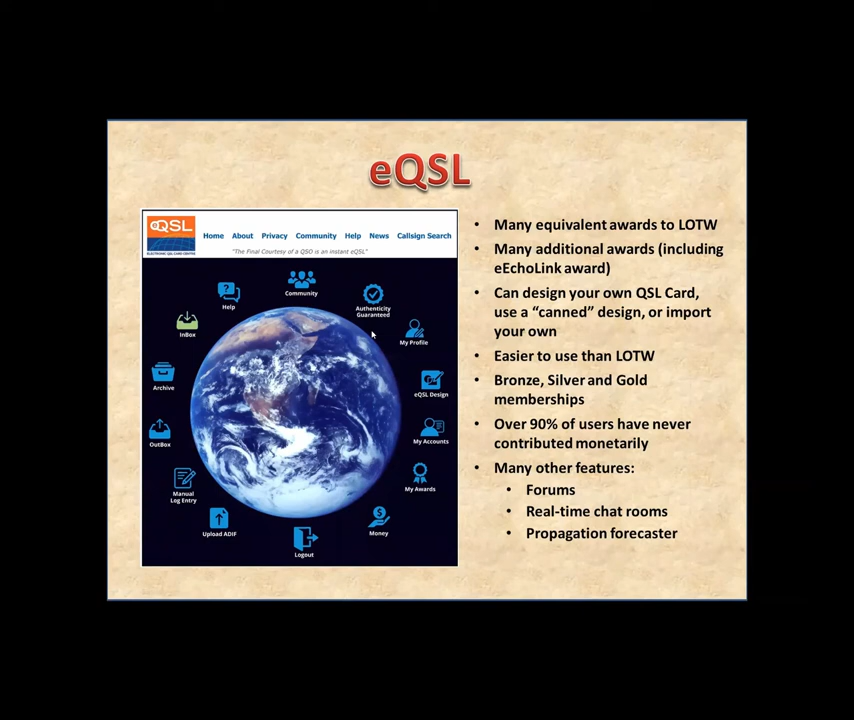 eQSL
eQSL
ELECTRONIC QSL CARD CENTRE
Home About Privacy Community Help News Callsign Search
"The Final Courtesy of a QSO is an instant eQSL"
Community
Help
Authenticity
Guaranteed
InBox
My Profile
Archive
eQSL Design
OutBox
My Accounts
Manual
Log Entry
My Awards
Upload ADIF
Money
Logout
• Many equivalent awards to LOTW
• Many additional awards (including
eEchoLink award)
• Can design your own QSL Card,
use a “canned” design, or import
your own
• Easier to use than LOTW
• Bronze, Silver and Gold
memberships
• Over 90% of users have never
contributed monetarily
• Many other features:
• Forums
• Real-time chat rooms
• Propagation forecaster